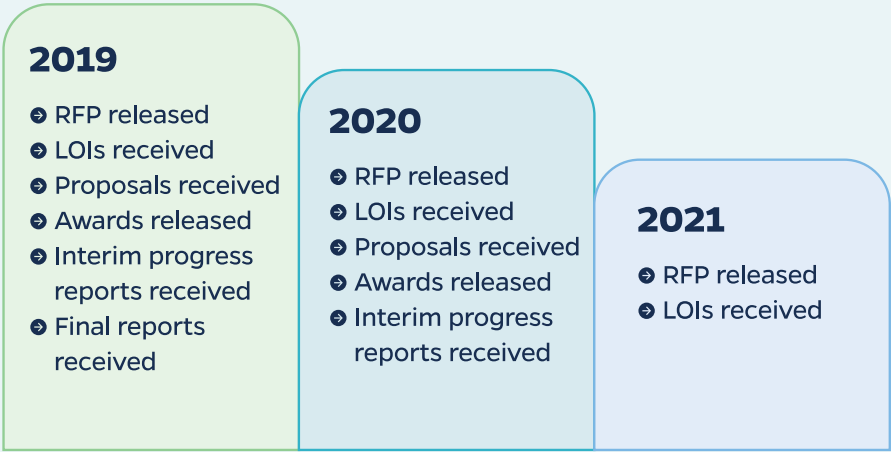 2019
RFP released
LOIs received
Proposals received
Awards released
Interim progress
reports received
Final reports
received
2020
RFP released
LOIs received
Proposals received
Awards released
Interim progress
reports received
2021
RFP released
LOIs received